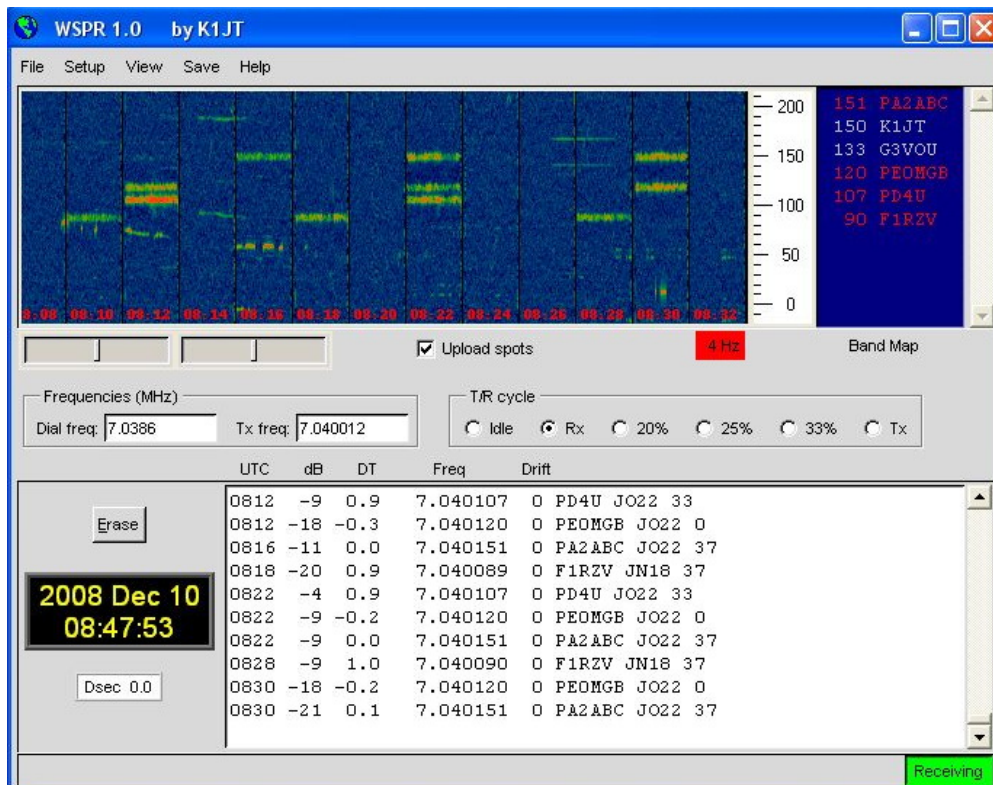 WSPR 1.0 by K1JT
File Setup View Save Help
200
150
100
50
0
8:08 08:10 08:12 08:14 08:16 08:18 08:20 08:22 08:24 08:26 08:28 08:30 08:32
151 PA2ABC
150 K1JT
133 G3VOU
120 PE0MGB
107 PD4U
90 F1RZV
Upload spots
4 Hz
Band Map
Frequencies (MHz)
Dial freq: 7.0386 Tx freq: 7.040012
T/R cycle
Idle Rx 20% 25% 33% Tx
UTC dB DT Freq Drift
0812 -9 0.9 7.040107 0 PD4U JO22 33
0812 -18 -0.3 7.040120 0 PE0MGB JO22 0
0816 -11 0.0 7.040151 0 PA2ABC JO22 37
0818 -20 0.9 7.040089 0 F1RZV JN18 37
0822 -4 0.9 7.040107 0 PD4U JO22 33
0822 -9 -0.2 7.040120 0 PE0MGB JO22 0
0822 -9 0.0 7.040151 0 PA2ABC JO22 37
0828 -9 1.0 7.040090 0 F1RZV JN18 37
0830 -18 -0.2 7.040120 0 PE0MGB JO22 0
0830 -21 0.1 7.040151 0 PA2ABC JO22 37
Erase
2008 Dec 10
08:47:53
Dsec 0.0
Receiving